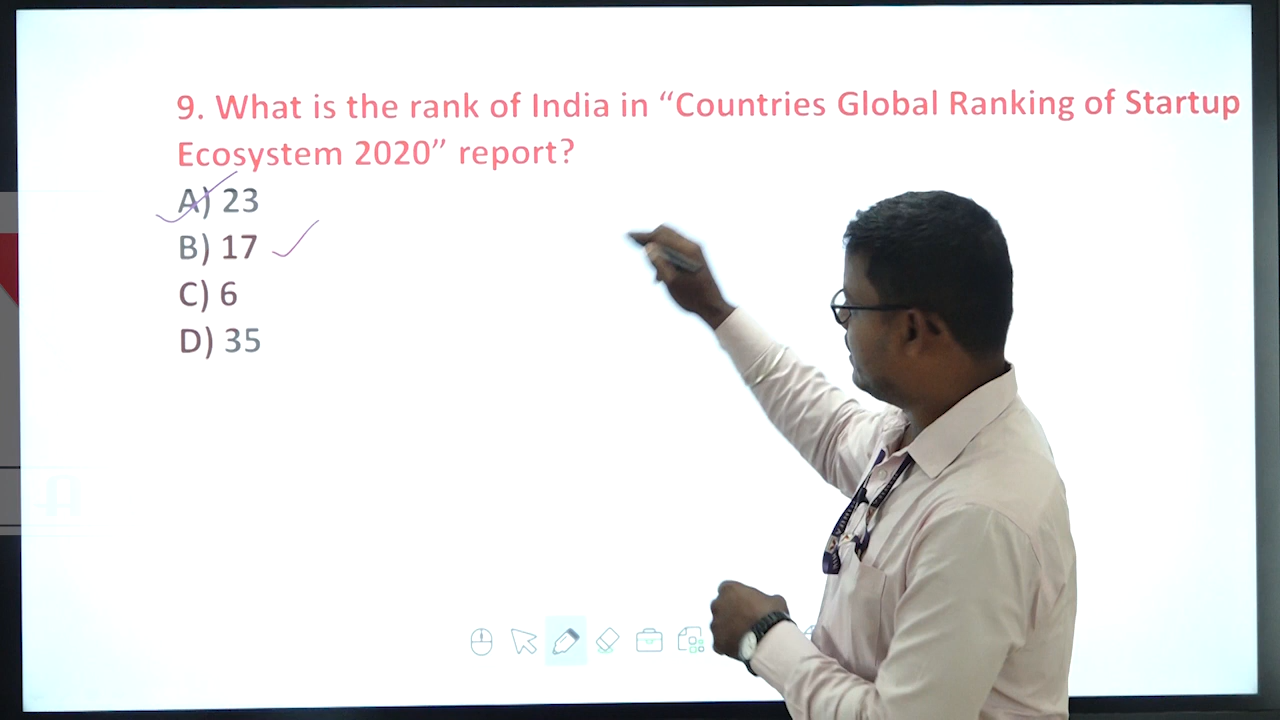 9. What is the rank of India in “Countries Global Ranking of Startup
Ecosystem 2020” report?
A) 23
B) 17
C) 6
D) 35